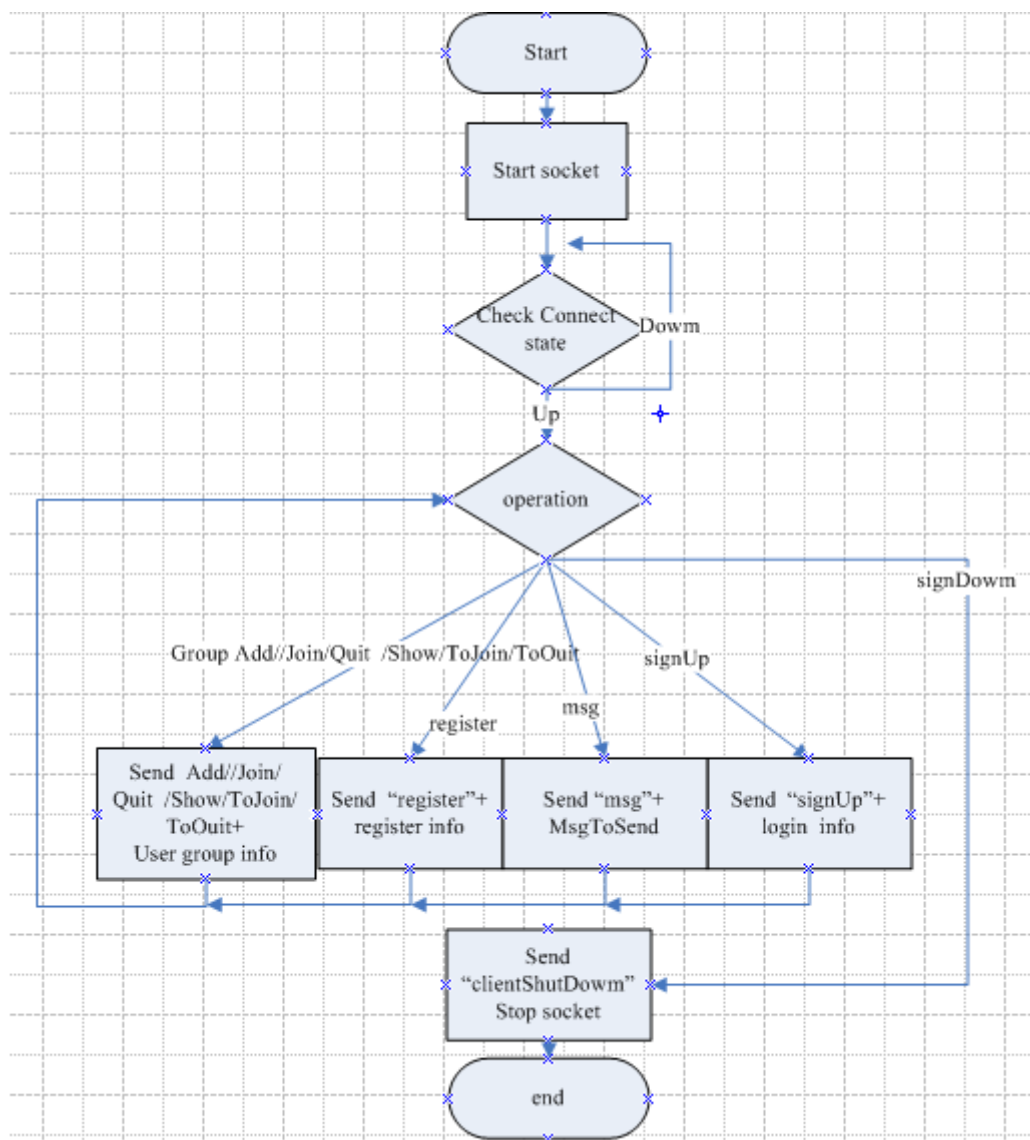 Start
Start socket
Check Connect
state
Dowm
Up
operation
signDowm
Group Add//Join/Quit /Show/ToJoin/ToOuit
signUp
msg
register
Send Add//Join/
Quit /Show/ToJoin/
ToOuit+
User group info
Send “register”+
register info
Send “msg”+
MsgToSend
Send “signUp”+
login info
Send
“clientShutDowm”
Stop socket
end